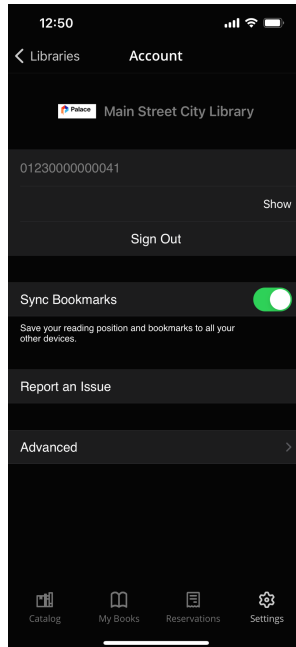 12:50
Libraries
Account
Palace
Main Street City Library
01230000000041
Show
Sign Out
Sync Bookmarks
Save your reading position and bookmarks to all your
other devices.
Report an Issue
Advanced
Catalog
My Books
Reservations
Settings